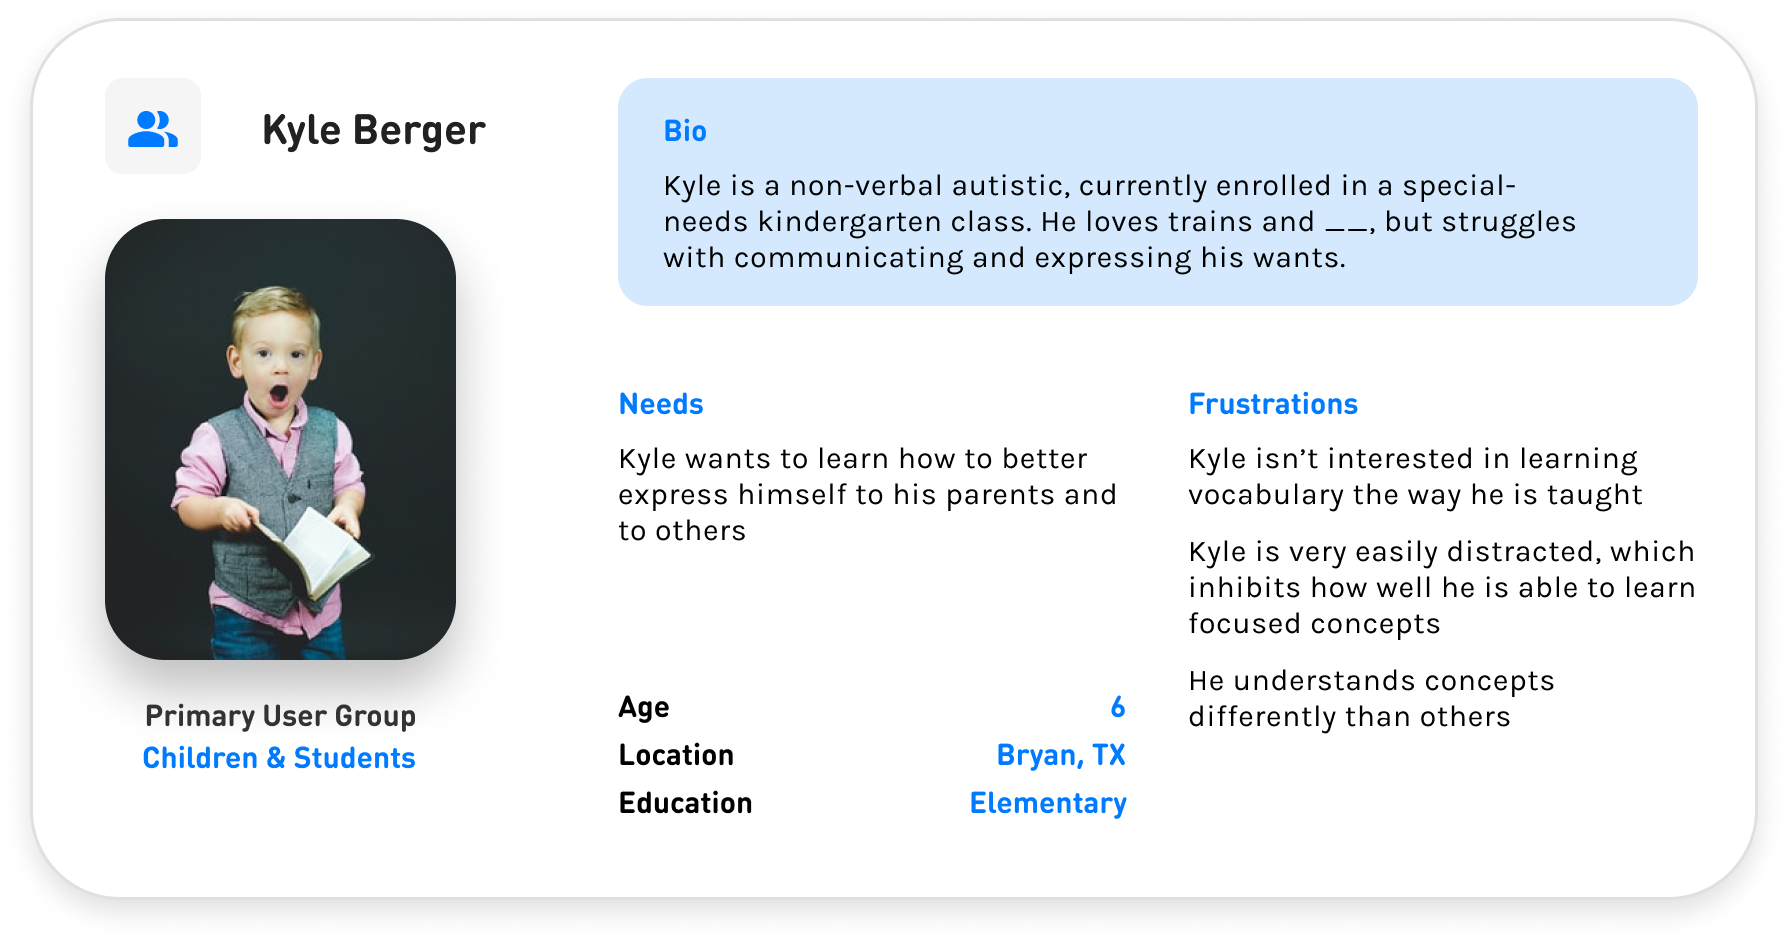 Kyle Berger
Bio
Kyle is a non-verbal autistic, currently enrolled in a special-
needs kindergarten class. He loves trains and __, but struggles
with communicating and expressing his wants.
Primary User Group
Children & Students
Needs
Kyle wants to learn how to better
express himself to his parents and
to others
Age 6
Location Bryan, TX
Education Elementary
Frustrations
Kyle isn’t interested in learning
vocabulary the way he is taught
Kyle is very easily distracted, which
inhibits how well he is able to learn
focused concepts
He understands concepts
differently than others